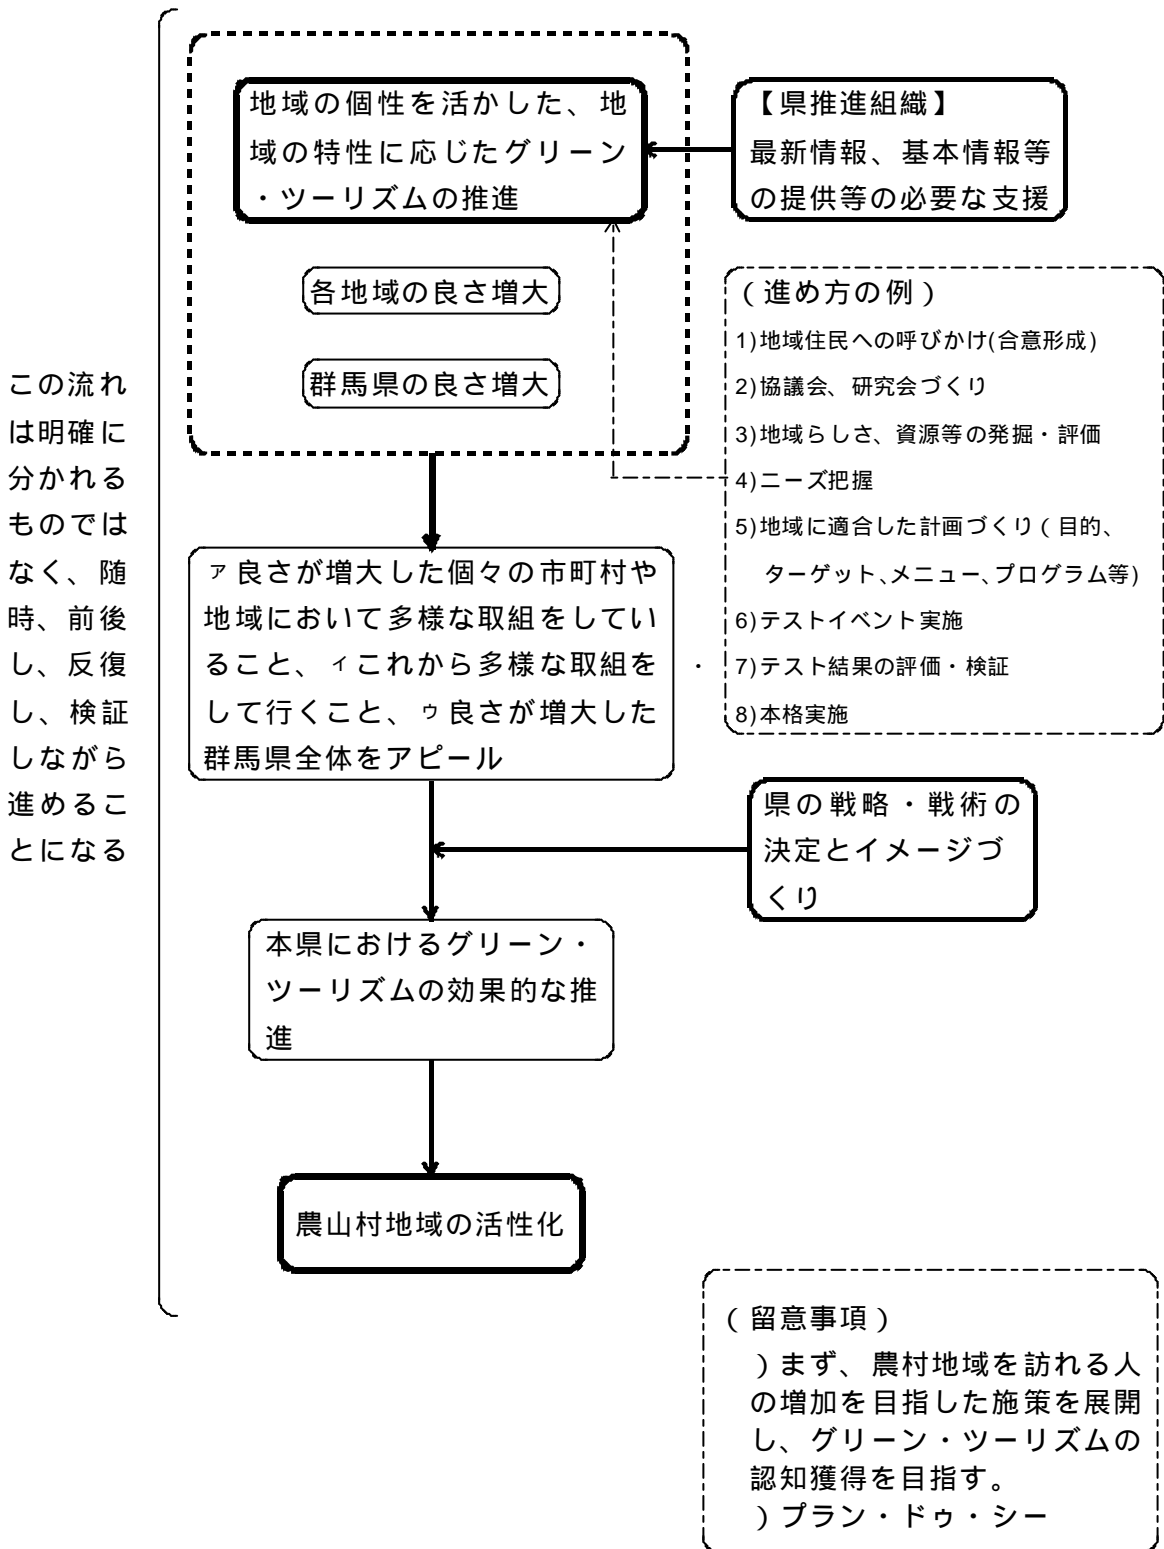 地域の個性を活かした、地
域の特性に応じたグリーン
・ツーリズムの推進
【県推進組織】
最新情報、基本情報等
の提供等の必要な支援
各地域の良さ増大
群馬県の良さ増大
(進め方の例)
1)地域住民への呼びかけ(合意形成)
2)協議会、研究会づくり
3)地域らしさ、資源等の発掘・評価
4)ニーズ把握
5)地域に適合した計画づくり(目的、
ターゲット、メニュー、プログラム等)
6)テストイベント実施
7)テスト結果の評価・検証
8)本格実施
この流れ
は明確に
分かれる
ものでは
なく、随
時、前後
し、反復
し、検証
しながら
進めるこ
とになる
ァ良さが増大した個々の市町村や
地域において多様な取組をしてい
ること、ィこれから多様な取組を
して行くこと、ゥ良さが増大した
群馬県全体をアピール
・
県の戦略・戦術の
決定とイメージづ
くり
本県におけるグリーン・
ツーリズムの効果的な推
進
農山村地域の活性化
(留意事項)
)まず、農村地域を訪れる人
の増加を目指した施策を展開
し、グリーン・ツーリズムの
認知獲得を目指す。
)プラン・ドゥ・シー